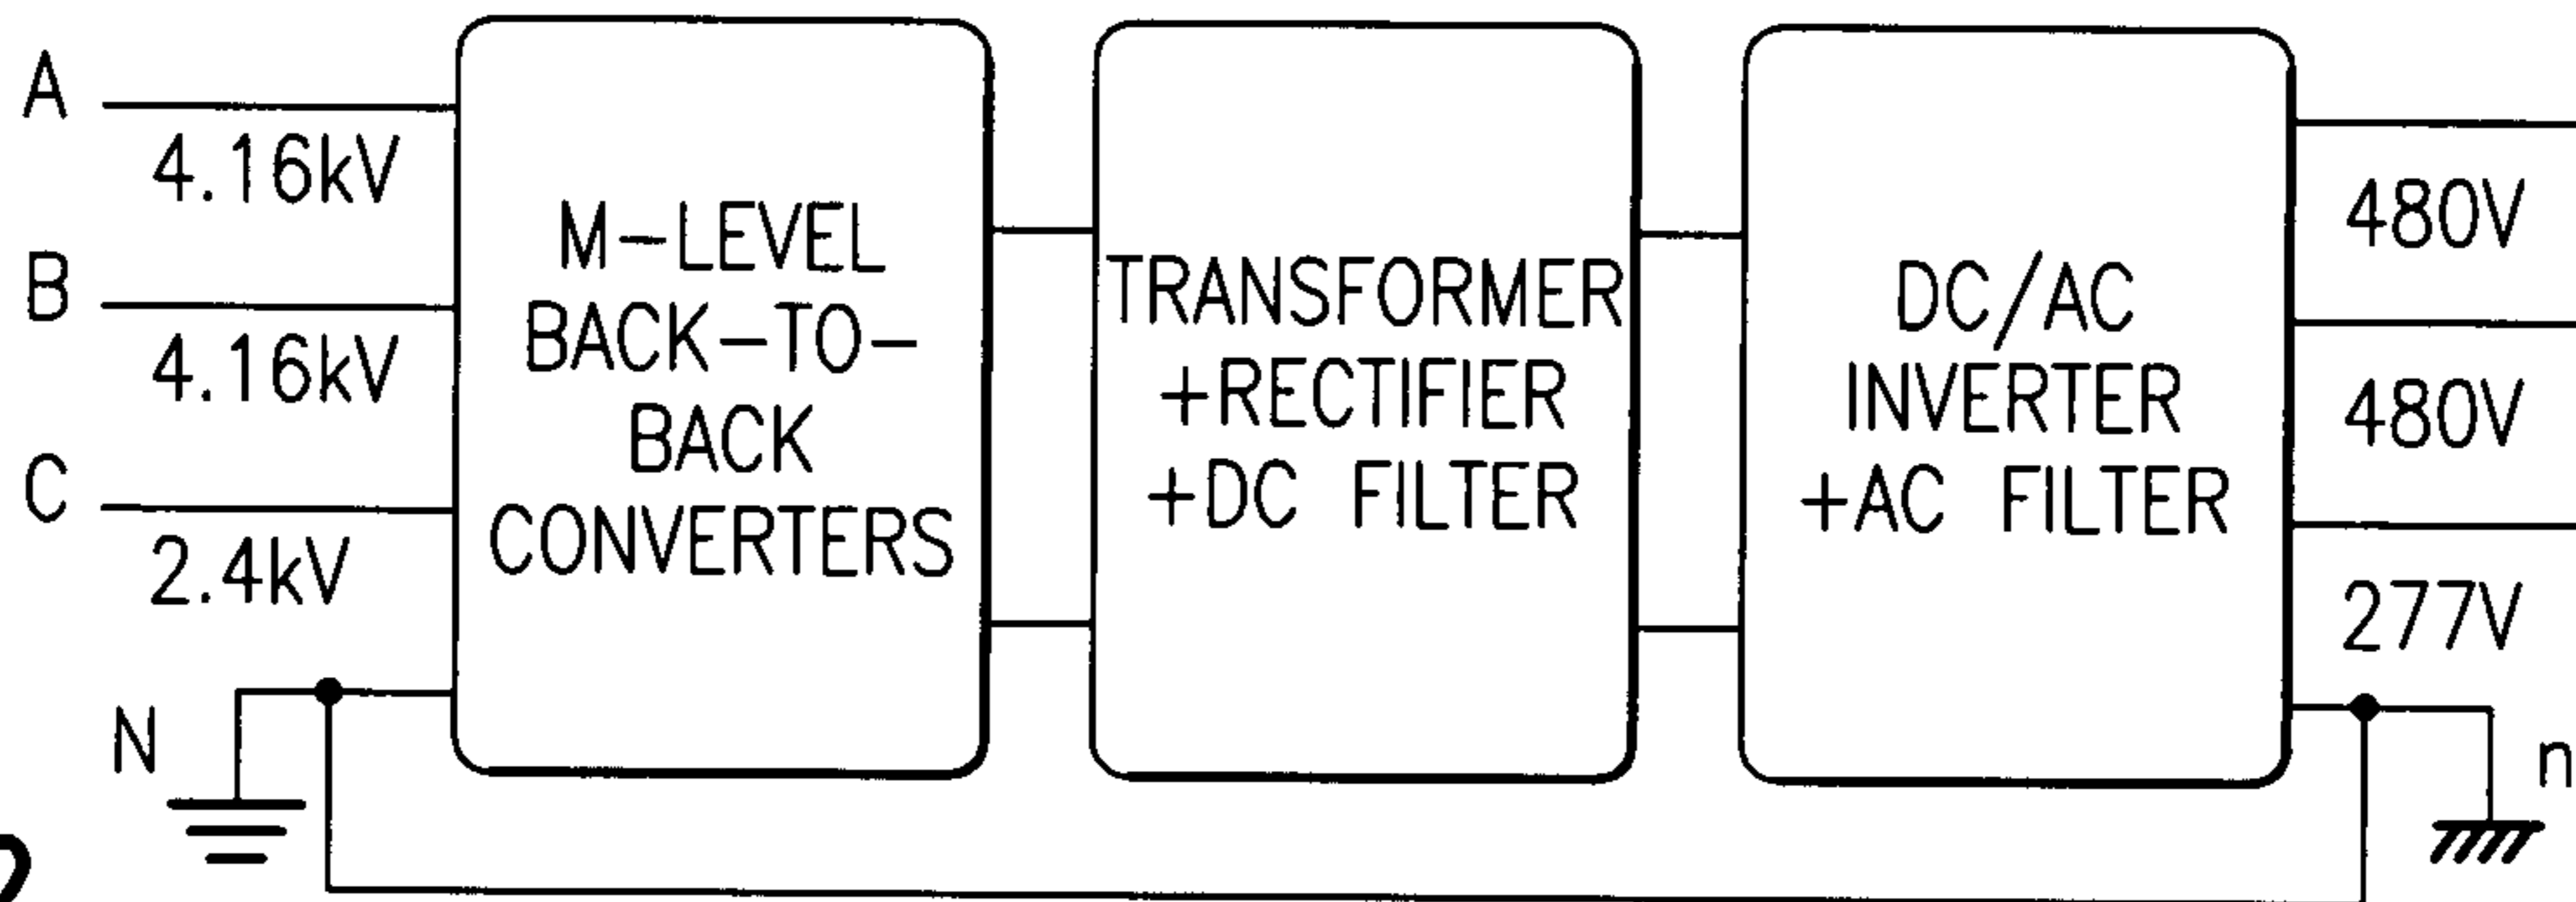 A
4.16kV
B
4.16kV
C
2.4kV
N
M-LEVEL
BACK-TO-
BACK
CONVERTERS
TRANSFORMER
+RECTIFIER
+DC FILTER
DC/AC
INVERTER
+AC FILTER
480V
480V
277V
n